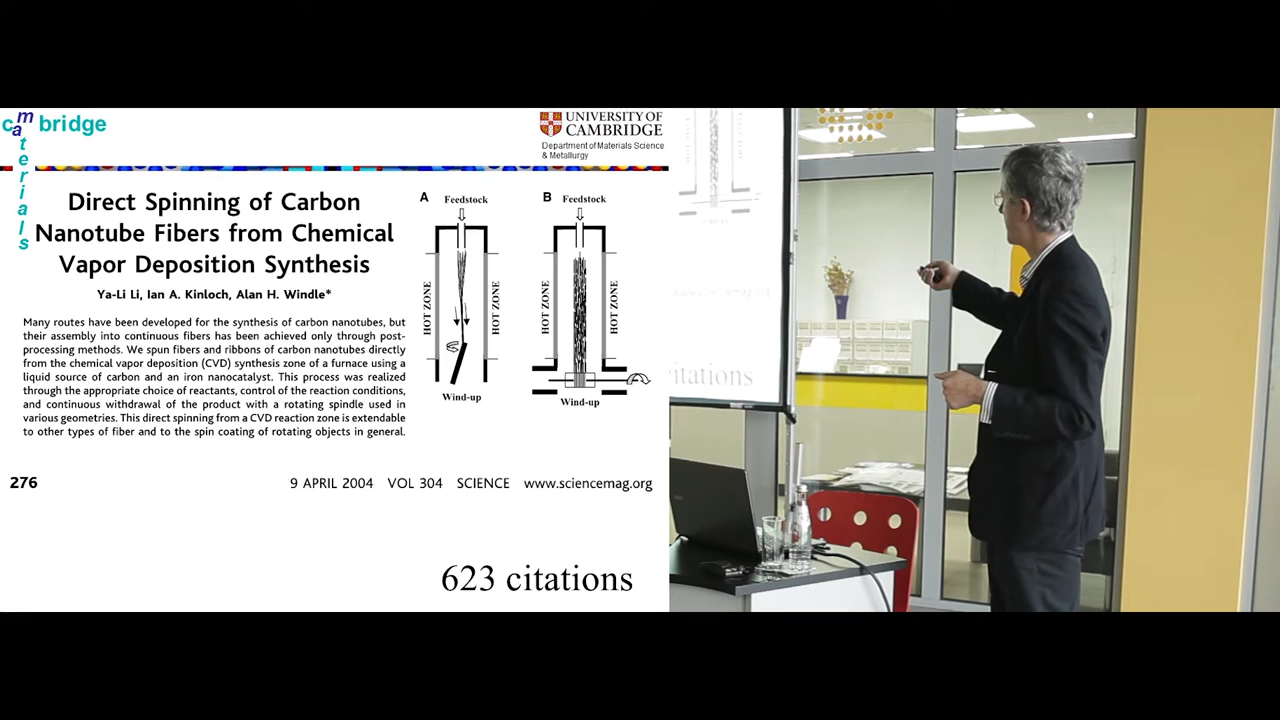 cambridge
materials
UNIVERSITY OF
CAMBRIDGE
Department of Materials Science
& Metallurgy
Direct Spinning of Carbon
Nanotube Fibers from Chemical
Vapor Deposition Synthesis
Ya-Li Li, Ian A. Kinloch, Alan H. Windle*
Many routes have been developed for the synthesis of carbon nanotubes, but
their assembly into continuous fibers has been achieved only through post-
processing methods. We spun fibers and ribbons of carbon nanotubes directly
from the chemical vapor deposition (CVD) synthesis zone of a furnace using a
liquid source of carbon and an iron nanocatalyst. This process was realized
through the appropriate choice of reactants, control of the reaction conditions,
and continuous withdrawal of the product with a rotating spindle used in
various geometries. This direct spinning from a CVD reaction zone is extendable
to other types of fiber and to the spin coating of rotating objects in general.
A
Feedstock
HOT ZONE
HOT ZONE
Wind-up
B
Feedstock
HOT ZONE
HOT ZONE
Wind-up
276
9 APRIL 2004 VOL 304 SCIENCE www.sciencemag.org
623 citations
www.sciencemag.org
citations